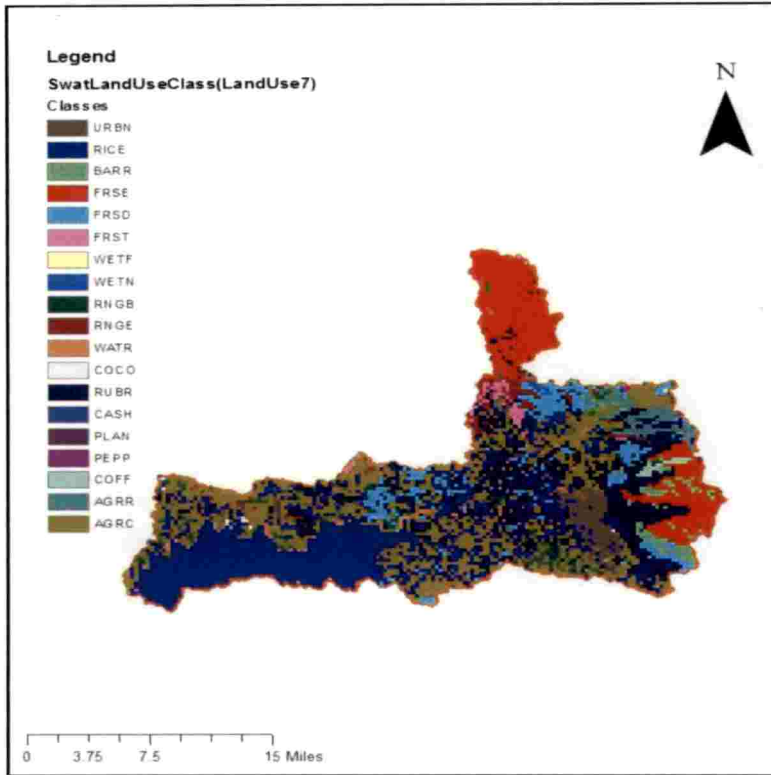 Legend
SwatLandUseClass(LandUse7)
Classes
URBN
RICE
BARR
FRSE
FRSD
FRST
WETF
WETN
RNGB
RNGE
WATR
COCO
RUBR
CASH
PLAN
PEPP
COFF
AGRR
AGRC
N
0 3.75 7.5 15 Miles